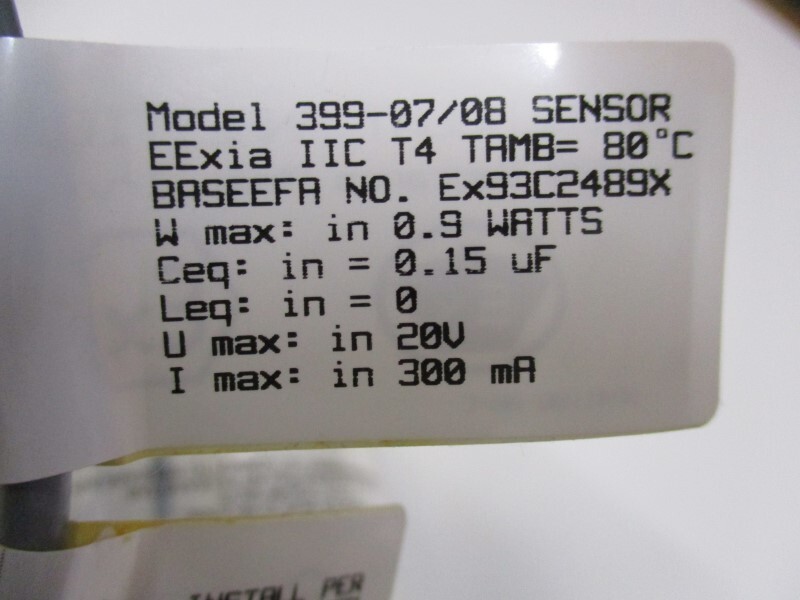 Model 399-07/08 SENSOR
EExia IIC T4 TAMB= 80°C
BASEEFA NO. Ex93C2489X
W max: in 0.9 WATTS
Ceq: in = 0.15 uF
Leq: in = 0
U max: in 20V
I max: in 300 mA
INSTALL PER